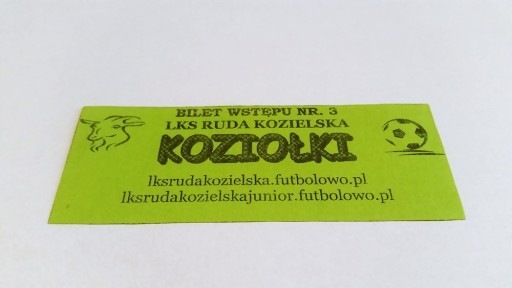 BILET WSTĘPU NR. 3
LKS RUDA KOZIELSKA
KOZIOŁKI
lksrudakozielska.futbolowo.pl
lksrudakozielskajunior.futbolowo.pl